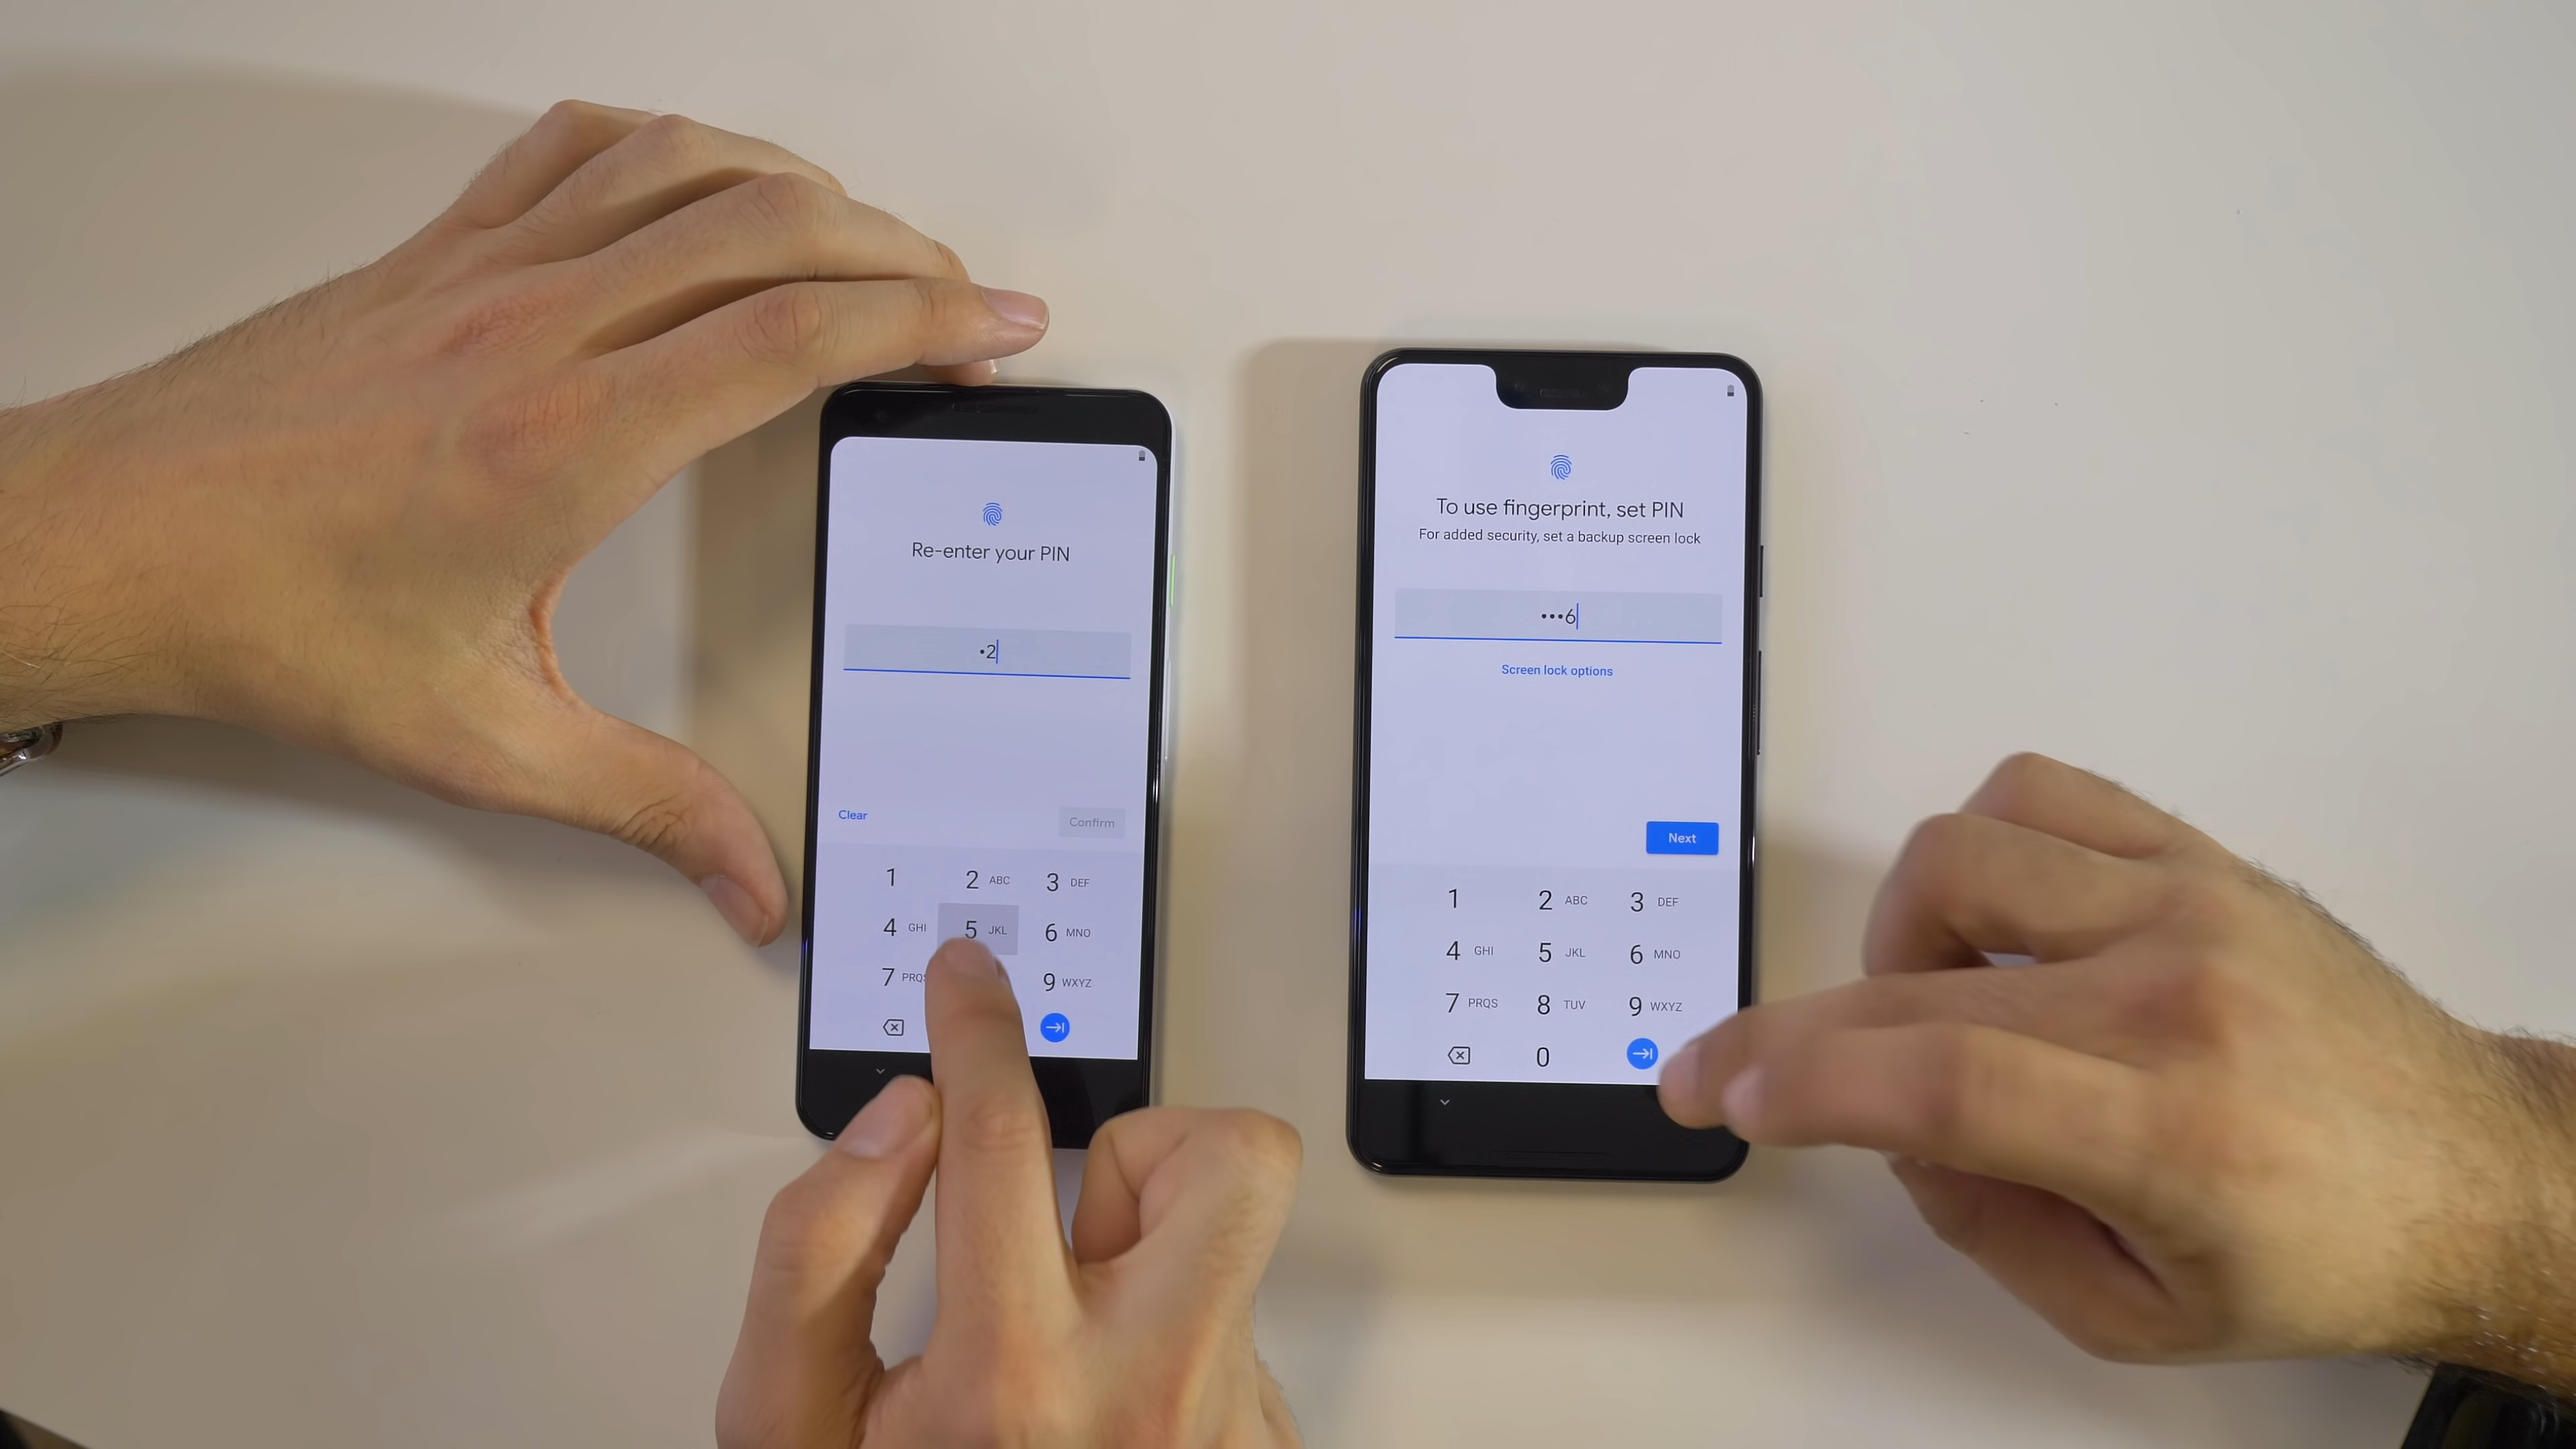 Re-enter your PIN
•2
Clear
Confirm
1
2 ABC
3 DEF
4 GHI
5 JKL
6 MNO
7 PRQS
9 WXYZ
To use fingerprint, set PIN
For added security, set a backup screen lock
•••6
Screen lock options
Next
1
2 ABC
3 DEF
4 GHI
5 JKL
6 MNO
7 PRQS
8 TUV
9 WXYZ
0